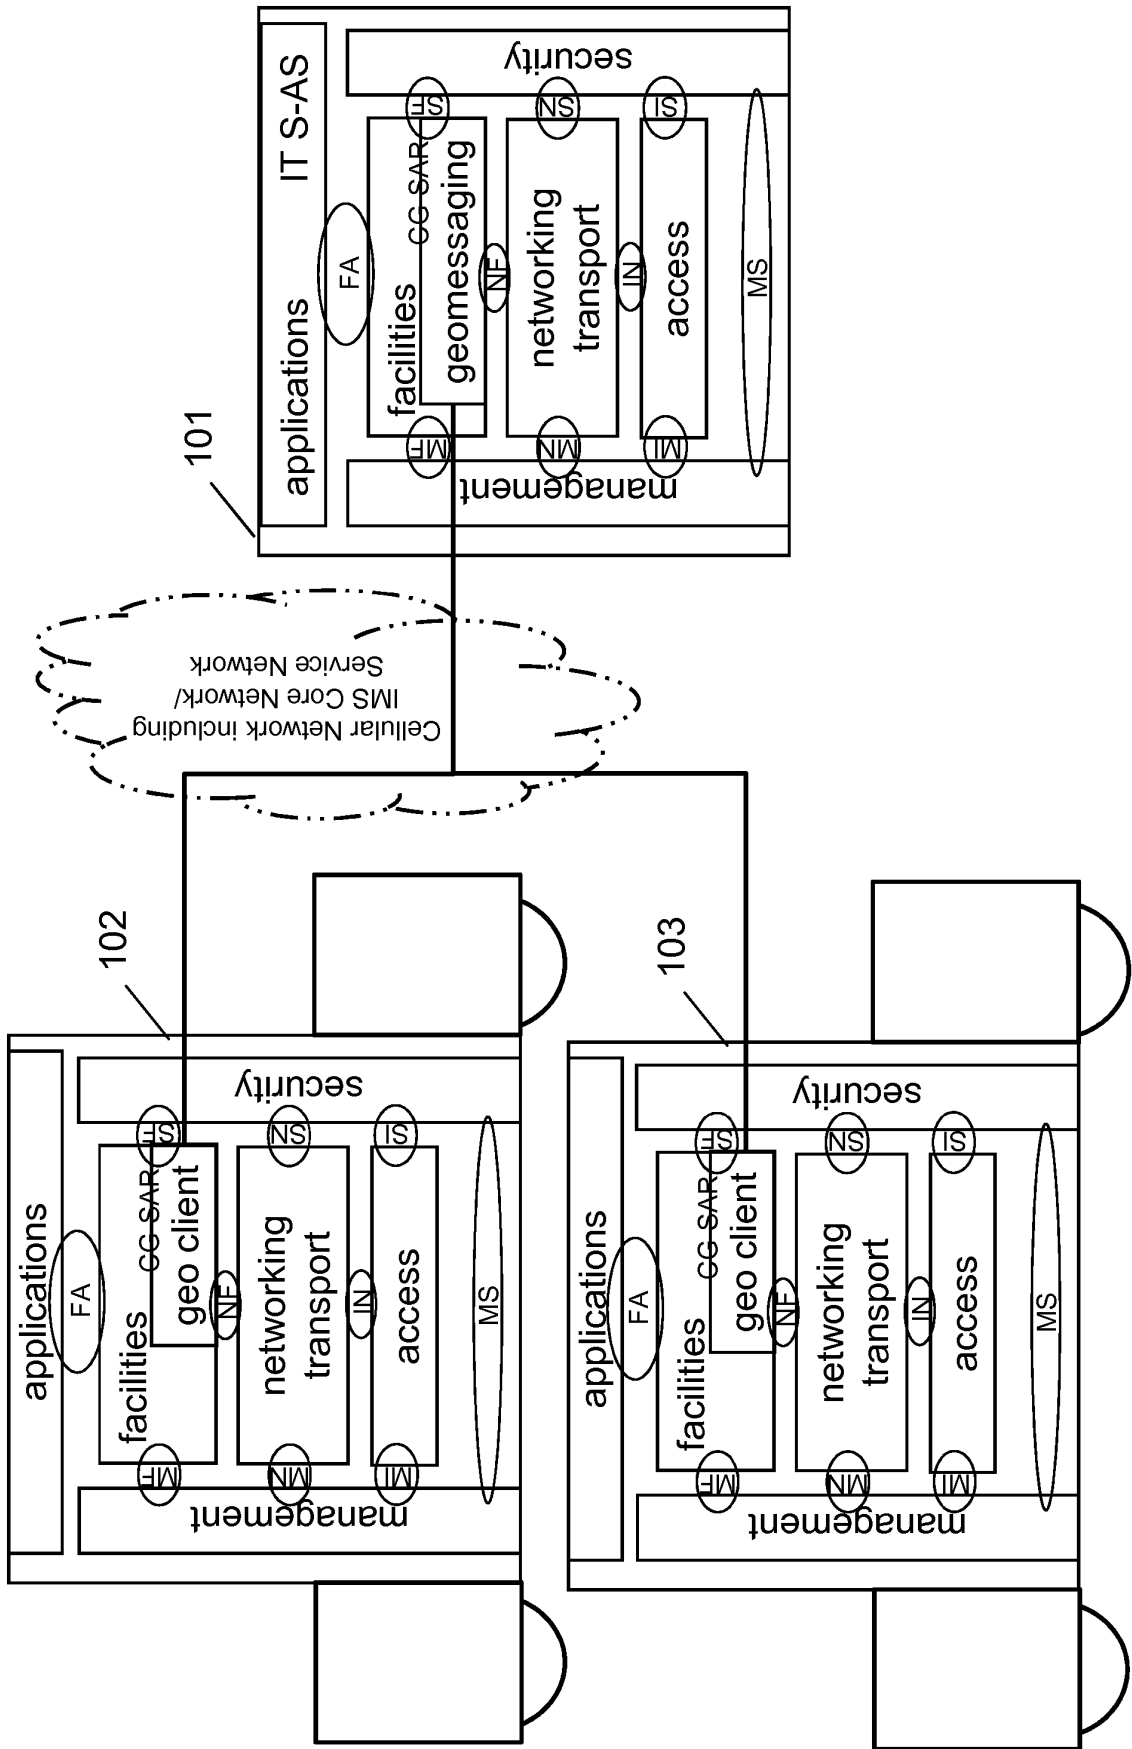 101
applications IT S-AS
FA
facilities
CG SAR
geomessaging
MF
SF
NF
networking
transport
MN
SN
IN
access
MI
SI
management
security
MS
Cellular Network including
IMS Core Network/
Service Network
102
applications
FA
facilities
CG SAR
geo client
MF
SF
NF
networking
transport
MN
SN
IN
access
MI
SI
management
security
MS
103
applications
FA
facilities
CG SAR
geo client
MF
SF
NF
networking
transport
MN
SN
IN
access
MI
SI
management
security
MS